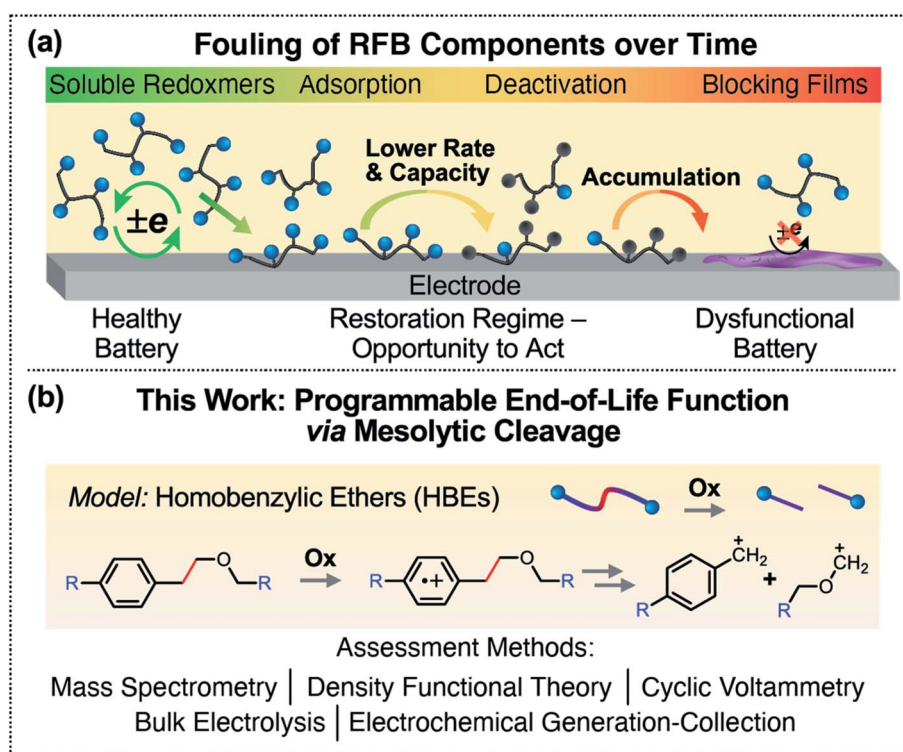 (a) Fouling of RFB Components over Time
Soluble Redoxmers Adsorption Deactivation Blocking Films
Lower Rate
& Capacity
Accumulation
±e
±e
Electrode
Healthy
Battery
Restoration Regime –
Opportunity to Act
Dysfunctional
Battery
(b) This Work: Programmable End-of-Life Function
via Mesolytic Cleavage
Model: Homobenzylic Ethers (HBEs)
Ox
R O R
Ox
R •+ O R
+CH2
R
+
O +CH2
R
Assessment Methods:
Mass Spectrometry | Density Functional Theory | Cyclic Voltammetry
Bulk Electrolysis | Electrochemical Generation-Collection